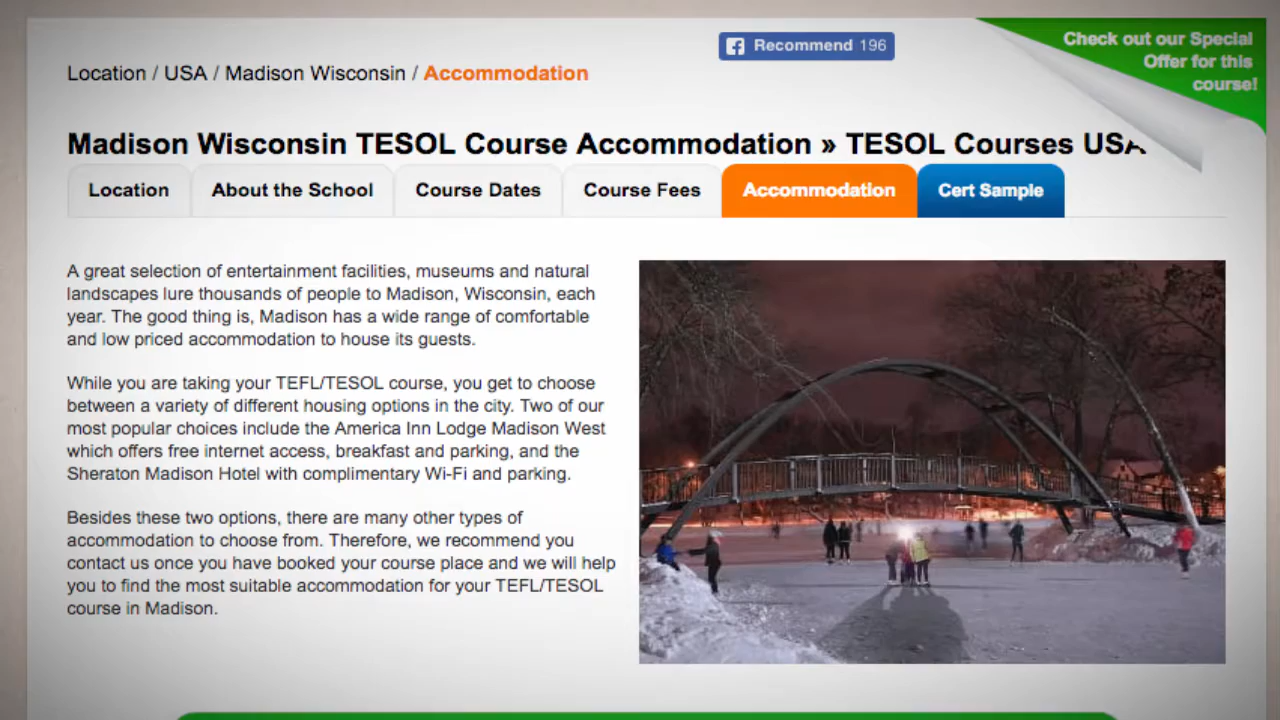 Recommend 196
Check out our Special
Offer for this
course!
Location / USA / Madison Wisconsin / Accommodation
Madison Wisconsin TESOL Course Accommodation » TESOL Courses USA
Location
About the School
Course Dates
Course Fees
Accommodation
Cert Sample
A great selection of entertainment facilities, museums and natural
landscapes lure thousands of people to Madison, Wisconsin, each
year. The good thing is, Madison has a wide range of comfortable
and low priced accommodation to house its guests.
While you are taking your TEFL/TESOL course, you get to choose
between a variety of different housing options in the city. Two of our
most popular choices include the America Inn Lodge Madison West
which offers free internet access, breakfast and parking, and the
Sheraton Madison Hotel with complimentary Wi-Fi and parking.
Besides these two options, there are many other types of
accommodation to choose from. Therefore, we recommend you
contact us once you have booked your course place and we will help
you to find the most suitable accommodation for your TEFL/TESOL
course in Madison.